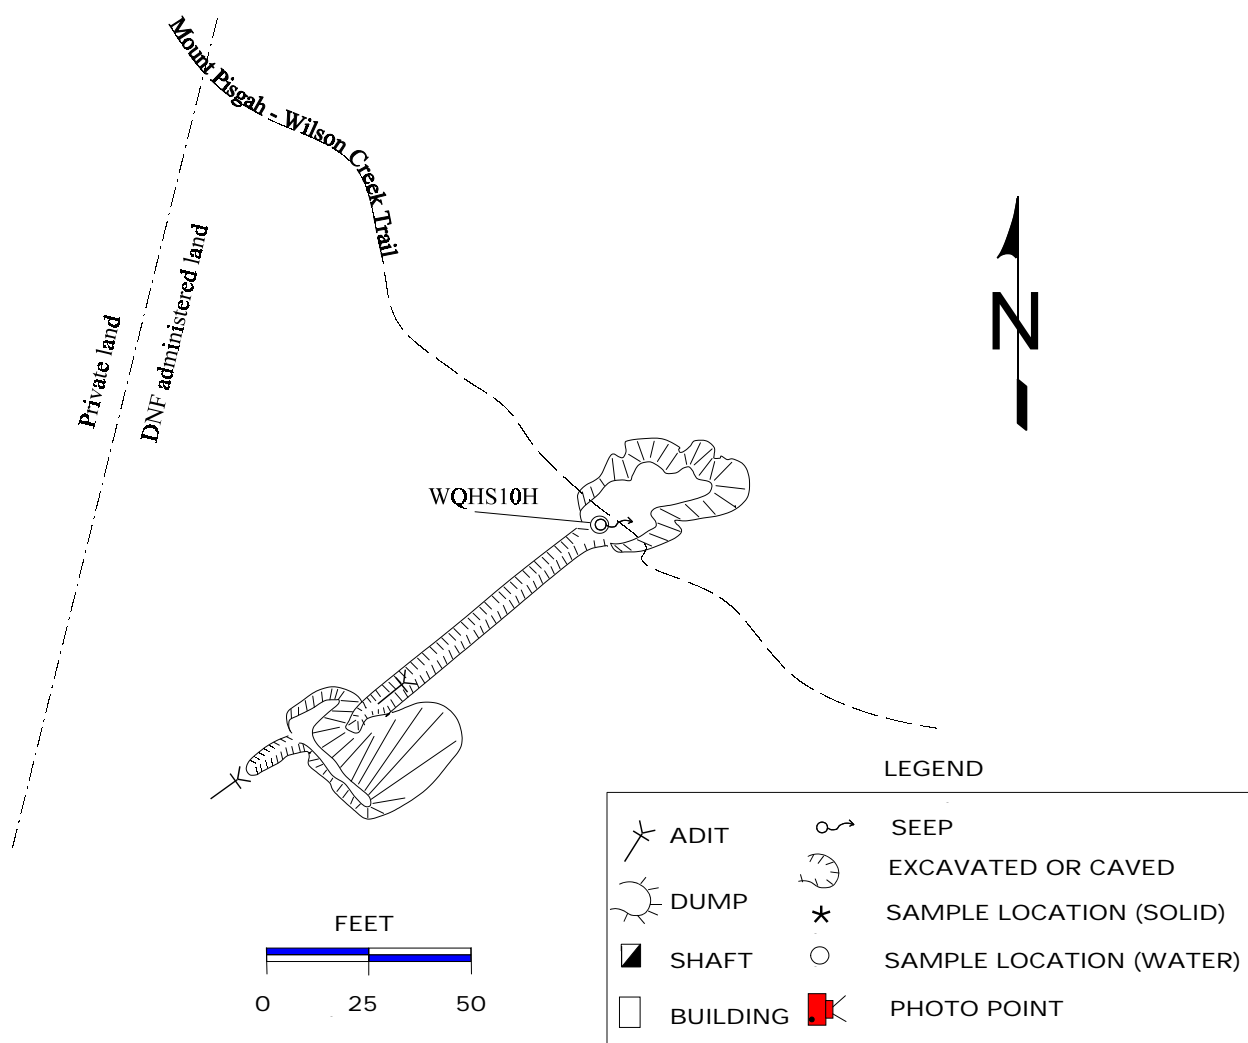 Mount Pisgah - Wilson Creek Trail
Private land
DNF administered land
N
WQHS10H
LEGEND
ADIT
SEEP
EXCAVATED OR CAVED
DUMP
SAMPLE LOCATION (SOLID)
SHAFT
SAMPLE LOCATION (WATER)
BUILDING
PHOTO POINT
FEET
0 25 50